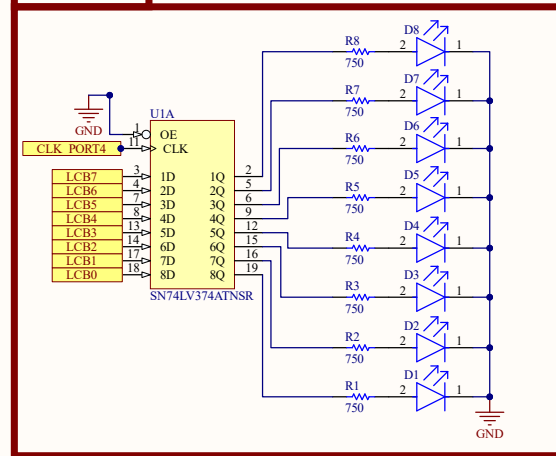 D8
R8 2 1
750
D7
R7 2 1
750
GND
U1A
1 OE
D6
R6 2 1
750
CLK PORT4 11 CLK
LCB7 3 1D 1Q 2
LCB6 4 2D 2Q 5
LCB5 7 3D 3Q 6
LCB4 8 4D 4Q 9
LCB3 13 5D 5Q 12
LCB2 14 6D 6Q 15
LCB1 17 7D 7Q 16
LCB0 18 8D 8Q 19
SN74LV374ATNSR
D5
R5 2 1
750
D4
R4 2 1
750
D3
R3 2 1
750
D2
R2 2 1
750
D1
R1 2 1
750
GND